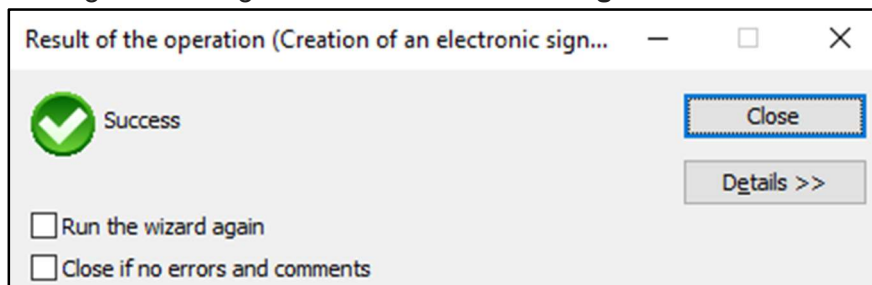 Result of the operation (Creation of an electronic sign...
Success
Close
Details >>
Run the wizard again
Close if no errors and comments